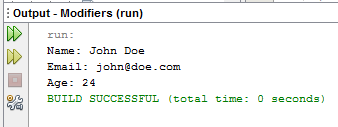 Output - Modifiers (run)
run:
Name: John Doe
Email: john@doe.com
Age: 24
BUILD SUCCESSFUL (total time: 0 seconds)